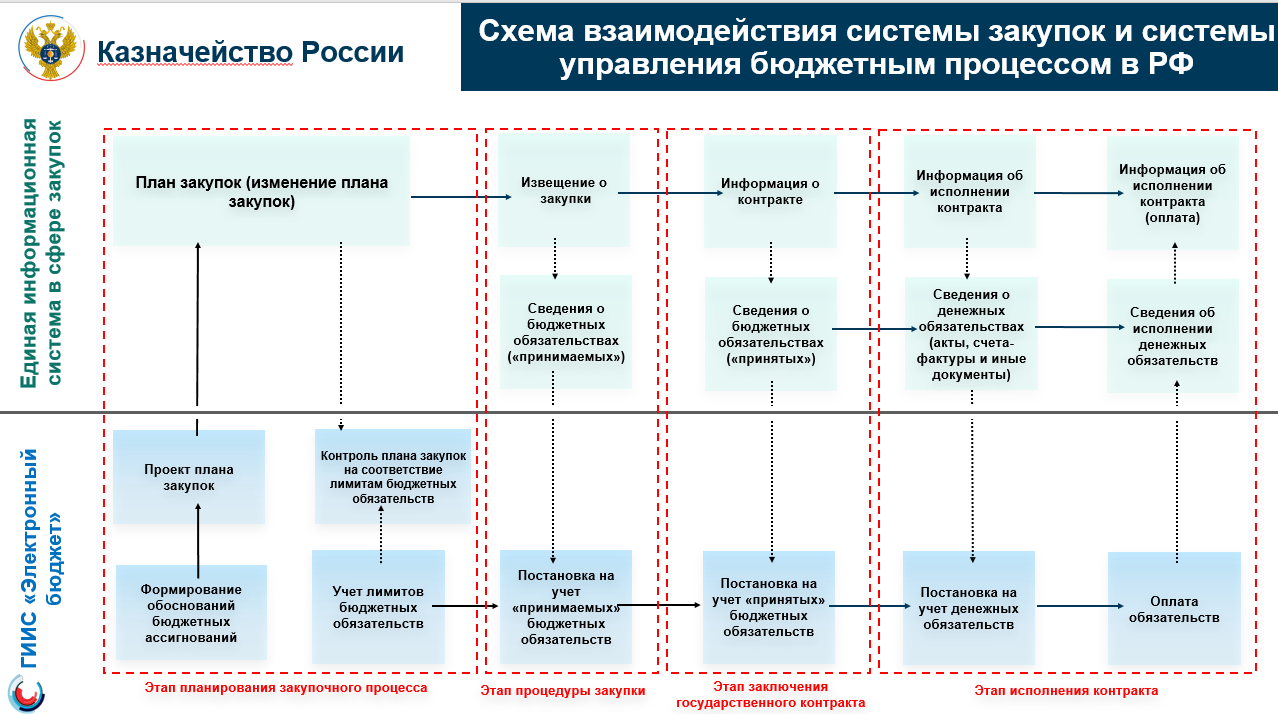 Казначейство России
Схема взаимодействия системы закупок и системы
управления бюджетным процессом в РФ
Единая информационная
система в сфере закупок
План закупок (изменение плана
закупок)
Извещение о
закупки
Информация о
контракте
Информация об
исполнении
контракта
Информация об
исполнении
контракта
(оплата)
Сведения о
бюджетных
обязательствах
(«принимаемых»)
Сведения о
бюджетных
обязательствах
(«принятых»)
Сведения о
денежных
обязательствах
(акты, счета-
фактуры и иные
документы)
Сведения об
исполнении
денежных
обязательств
ГИИС «Электронный
бюджет»
Проект плана
закупок
Контроль плана закупок
на соответствие
лимитам бюджетных
обязательств
Формирование
обоснований
бюджетных
ассигнований
Учет лимитов
бюджетных
обязательств
Постановка на
учет
«принимаемых»
бюджетных
обязательств
Постановка на
учет «принятых»
бюджетных
обязательств
Постановка на
учет денежных
обязательств
Оплата
обязательств
Этап планирования закупочного процесса
Этап процедуры закупки
Этап заключения
государственного контракта
Этап исполнения контракта